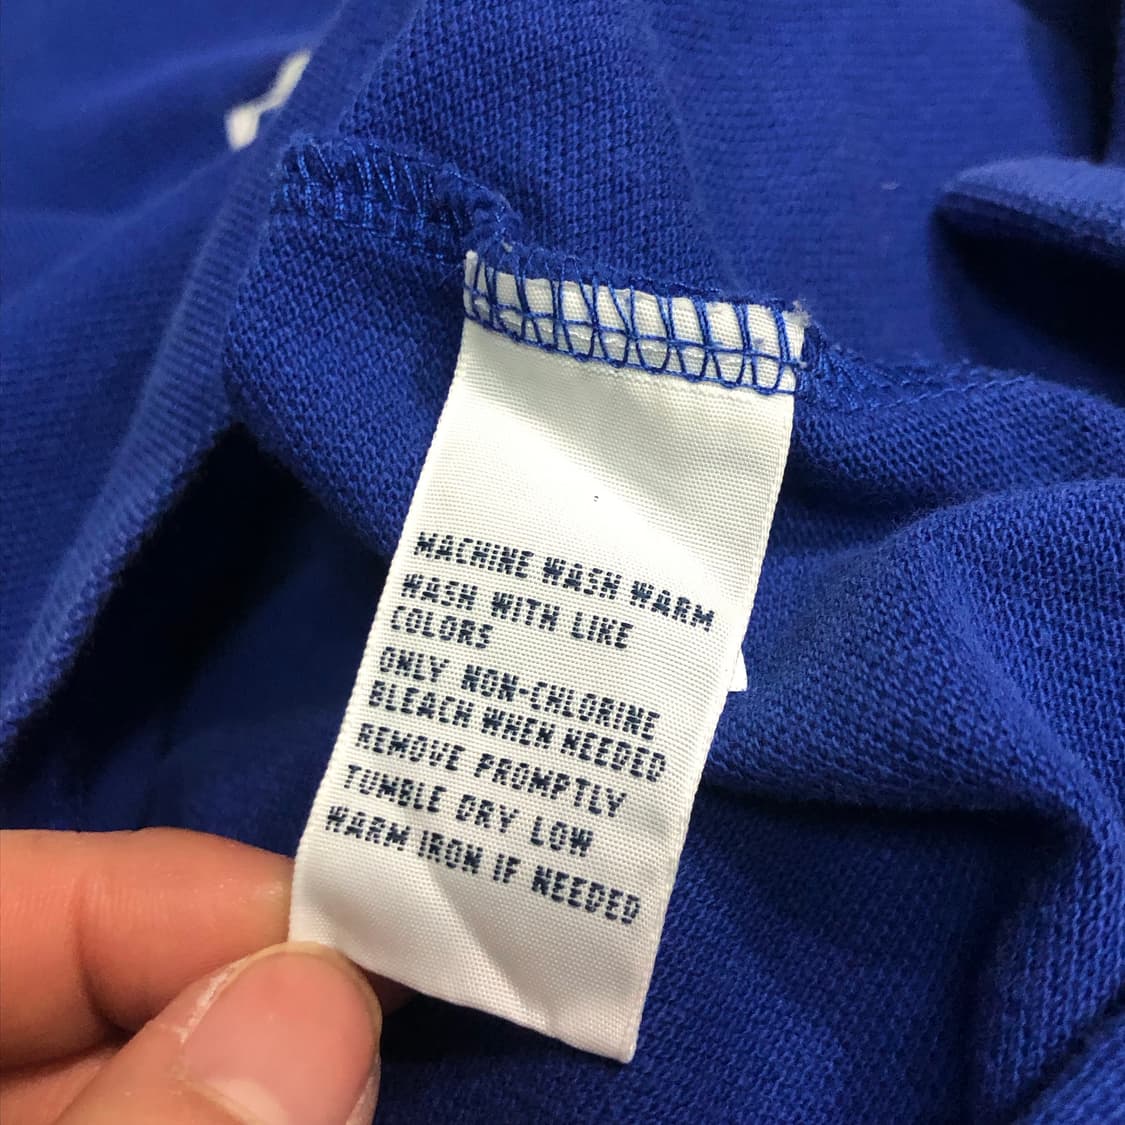 MACHINE WASH WARM
WASH WITH LIKE
COLORS
ONLY NON-CHLORINE
BLEACH WHEN NEEDED
REMOVE PROMPTLY
TUMBLE DRY LOW
WARM IRON IF NEEDED